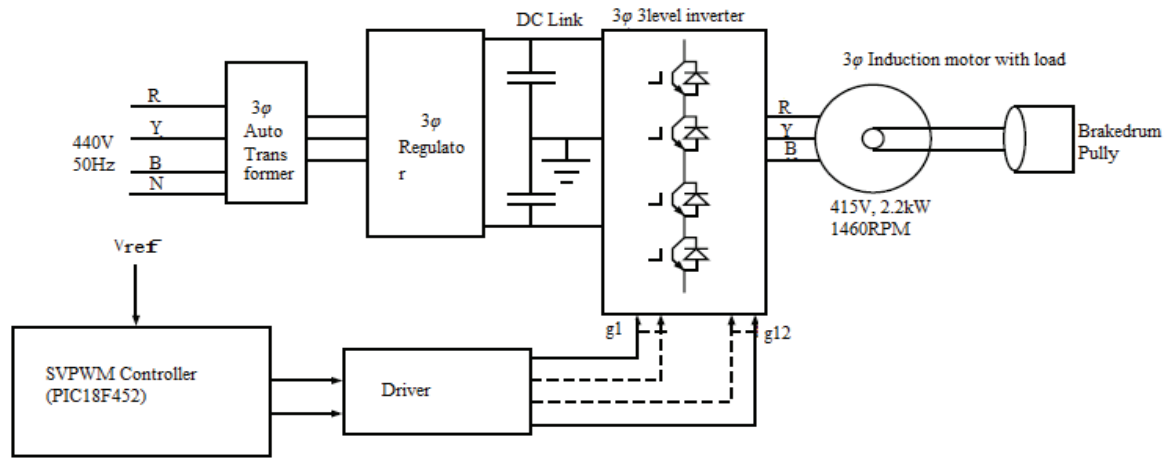 DC Link
3φ 3level inverter
3φ Induction motor with load
R
Y
B
N
440V
50Hz
3φ
Auto
Trans
former
3φ
Regulato
r
R
Y
B
Brakedrum
Pully
415V, 2.2kW
1460RPM
Vref
g1
g12
SVPWM Controller
(PIC18F452)
Driver